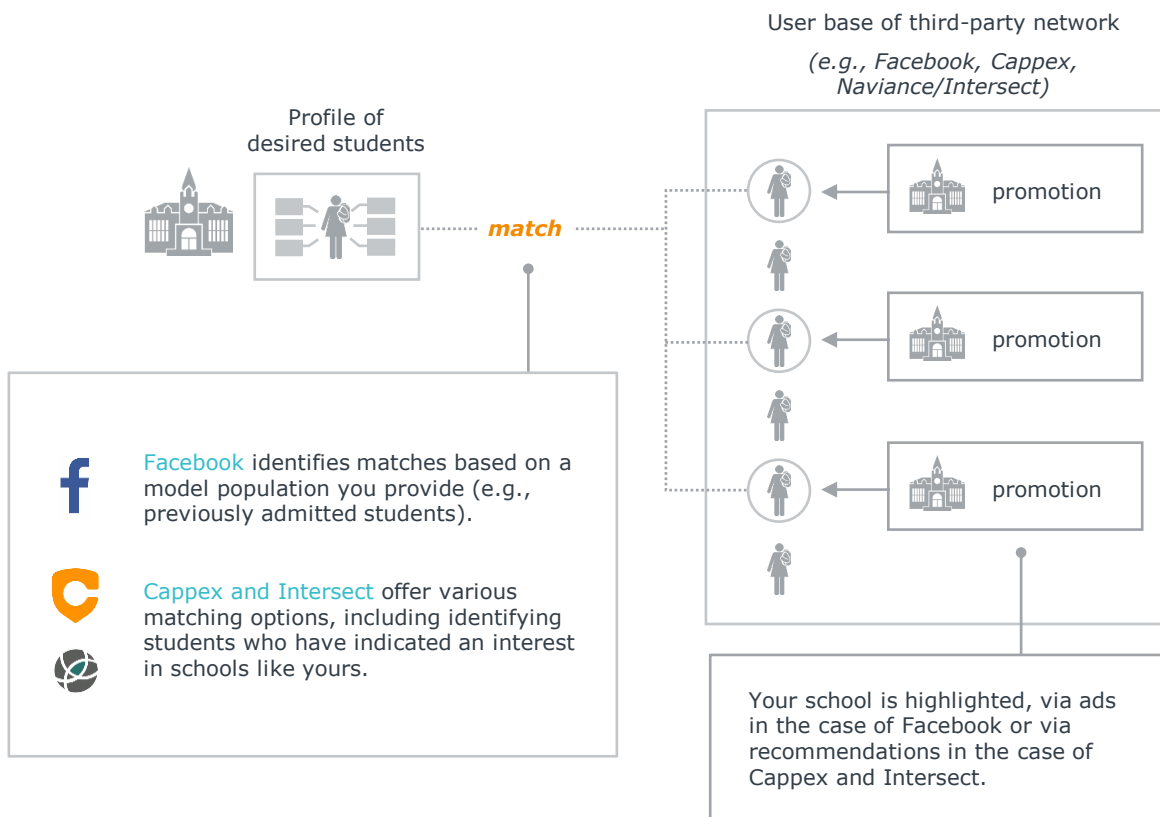 User base of third-party network
(e.g., Facebook, Cappex,
Naviance/Intersect)
Profile of
desired students
match
promotion
promotion
promotion
Facebook identifies matches based on a
model population you provide (e.g.,
previously admitted students).
Cappex and Intersect offer various
matching options, including identifying
students who have indicated an interest
in schools like yours.
Your school is highlighted, via ads
in the case of Facebook or via
recommendations in the case of
Cappex and Intersect.